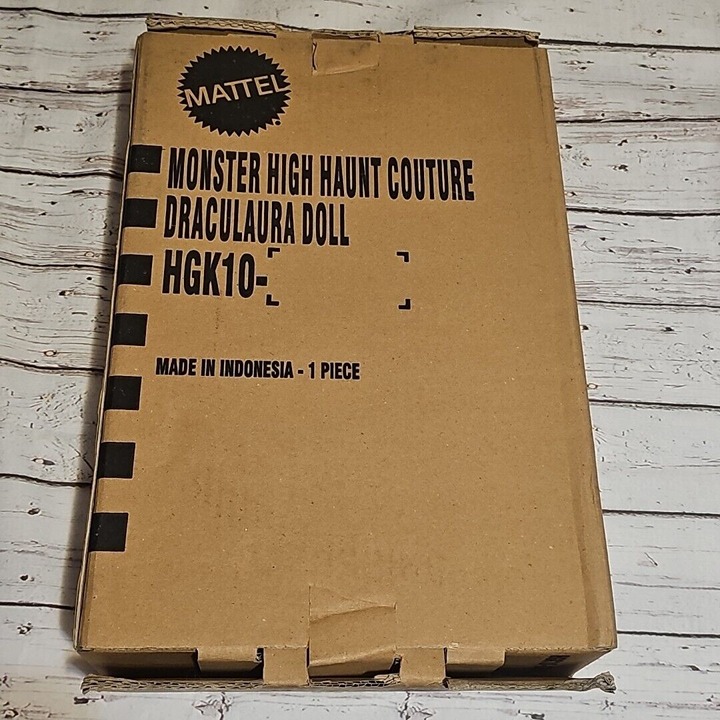 MATTEL
MONSTER HIGH HAUNT COUTURE
DRACULAURA DOLL
HGK10-
MADE IN INDONESIA - 1 PIECE